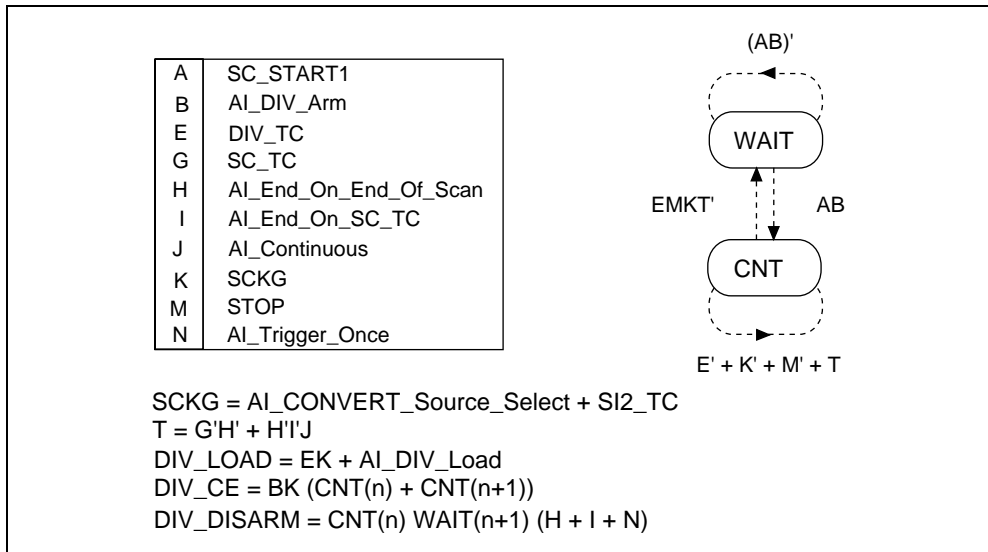 A SC_START1
B AI_DIV_Arm
E DIV_TC
G SC_TC
H AI_End_On_End_Of_Scan
I AI_End_On_SC_TC
J AI_Continuous
K SCKG
M STOP
N AI_Trigger_Once
(AB)'
WAIT
EMKT' AB
CNT
E' + K' + M' + T
SCKG = AI_CONVERT_Source_Select + SI2_TC
T = G'H' + H'I'J
DIV_LOAD = EK + AI_DIV_Load
DIV_CE = BK (CNT(n) + CNT(n+1))
DIV_DISARM = CNT(n) WAIT(n+1) (H + I + N)